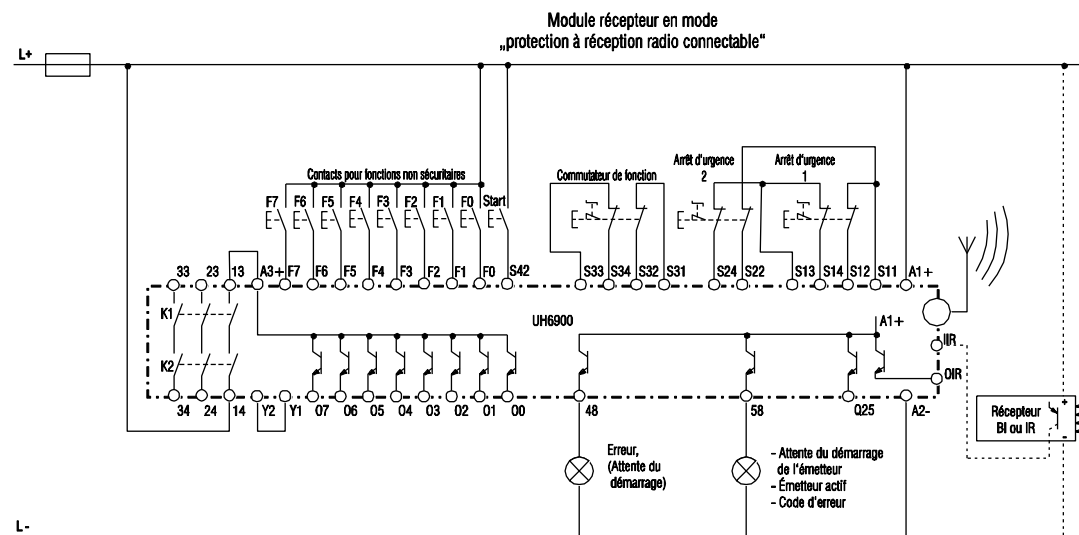 Module récepteur en mode
„protection à réception radio connectable“
L+
Arrêt d'urgence
2
Arrêt d'urgence
1
Contacts pour fonctions non sécuritaires
Commutateur de fonction
F7 F6 F5 F4 F3 F2 F1 F0 Start
33 23 13 A3+ F7 F6 F5 F4 F3 F2 F1 F0 S42 S33 S34 S32 S31 S24 S22 S13 S14 S12 S11 A1+
K1
UH6900
A1+
IIR
K2
OIR
34 24 14 Y2 Y1 07 06 05 04 03 02 01 00 48 58 Q25 A2-
+
Récepteur
BI ou IR
-
Erreur,
(Attente du
démarrage)
- Attente du démarrage
de l'émetteur
- Émetteur actif
- Code d'erreur
L-